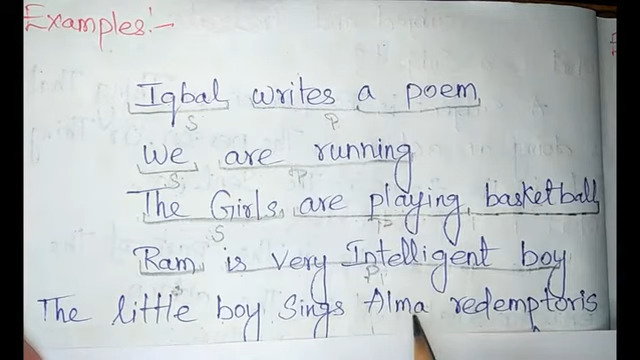 Examples:-
Iqbal writes a poem
S P
We are running
S P
The Girls are playing basketball
S P
Ram is very Intelligent boy
S P
The little boy Sings Alma redemptoris